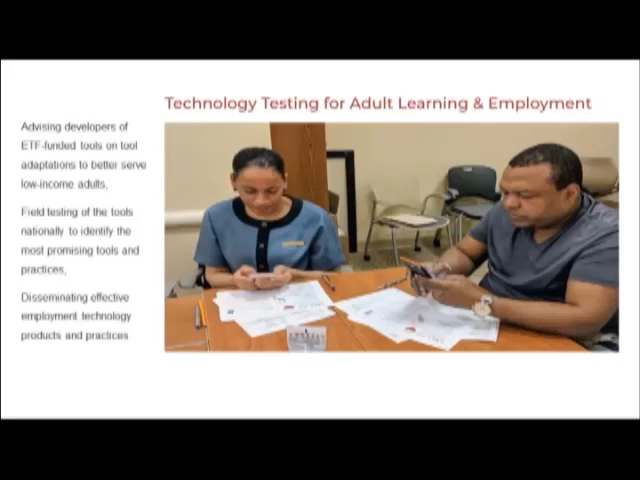 Technology Testing for Adult Learning & Employment
Advising developers of
ETF-funded tools on tool
adaptations to better serve
low-income adults,
Field testing of the tools
nationally to identify the
most promising tools and
practices,
Disseminating effective
employment technology
products and practices